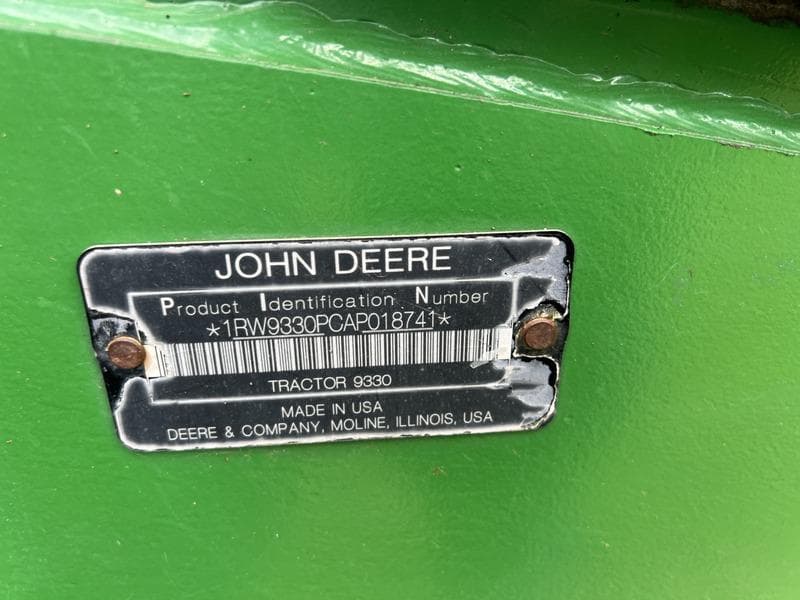 JOHN DEERE
Product Identification Number
*1RW9330PCAP018741*
TRACTOR 9330
MADE IN USA
DEERE & COMPANY, MOLINE, ILLINOIS, USA